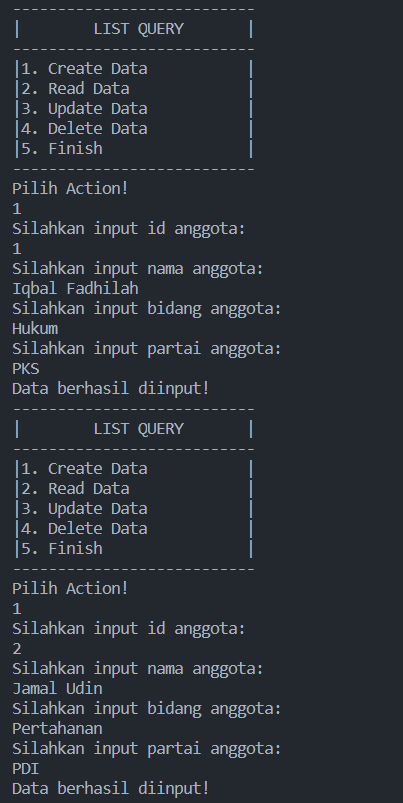 ---------------------------
|        LIST QUERY       |
---------------------------
|1. Create Data           |
|2. Read Data             |
|3. Update Data           |
|4. Delete Data           |
|5. Finish                |
---------------------------
Pilih Action!
1
Silahkan input id anggota:
1
Silahkan input nama anggota:
Iqbal Fadhilah
Silahkan input bidang anggota:
Hukum
Silahkan input partai anggota:
PKS
Data berhasil diinput!
---------------------------
|        LIST QUERY       |
---------------------------
|1. Create Data           |
|2. Read Data             |
|3. Update Data           |
|4. Delete Data           |
|5. Finish                |
---------------------------
Pilih Action!
1
Silahkan input id anggota:
2
Silahkan input nama anggota:
Jamal Udin
Silahkan input bidang anggota:
Pertahanan
Silahkan input partai anggota:
PDI
Data berhasil diinput!